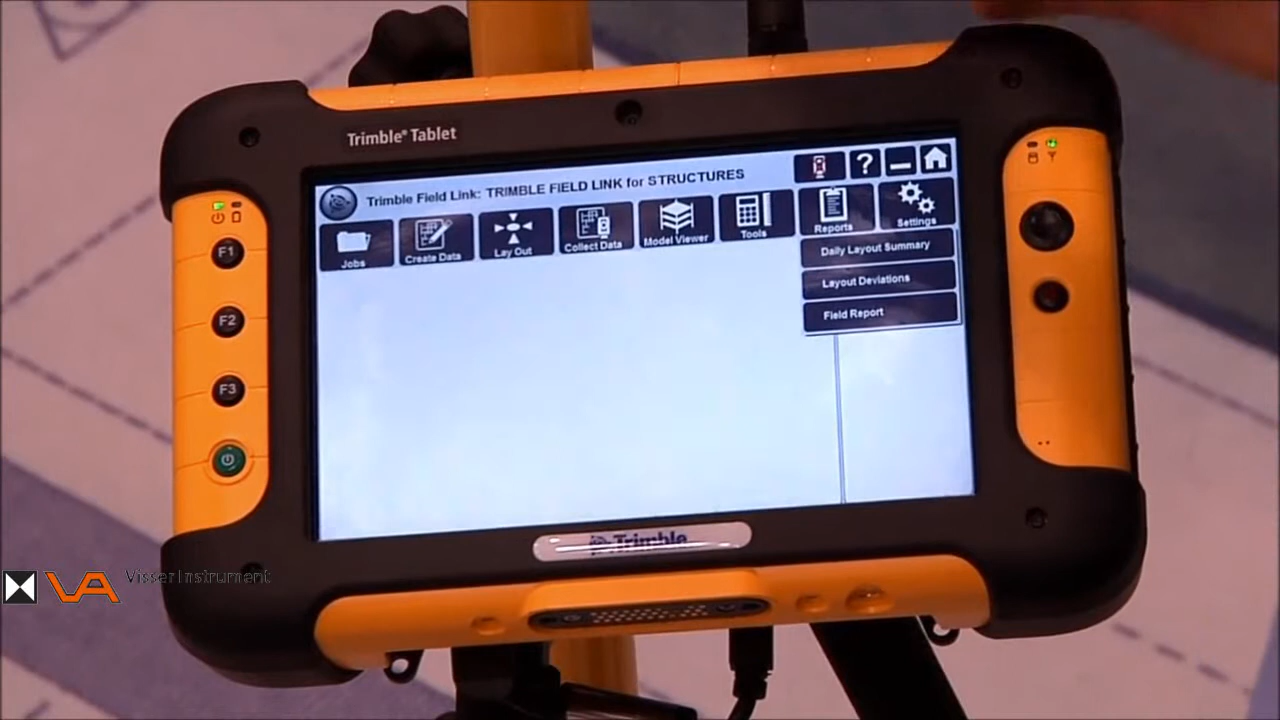 Trimble® Tablet
Trimble Field Link: TRIMBLE FIELD LINK for STRUCTURES
?
Jobs
Create Data
Lay Out
Collect Data
Model Viewer
Tools
Reports
Settings
Daily Layout Summary
Layout Deviations
Field Report
F1
F2
F3
Trimble
VA Visser Instrument